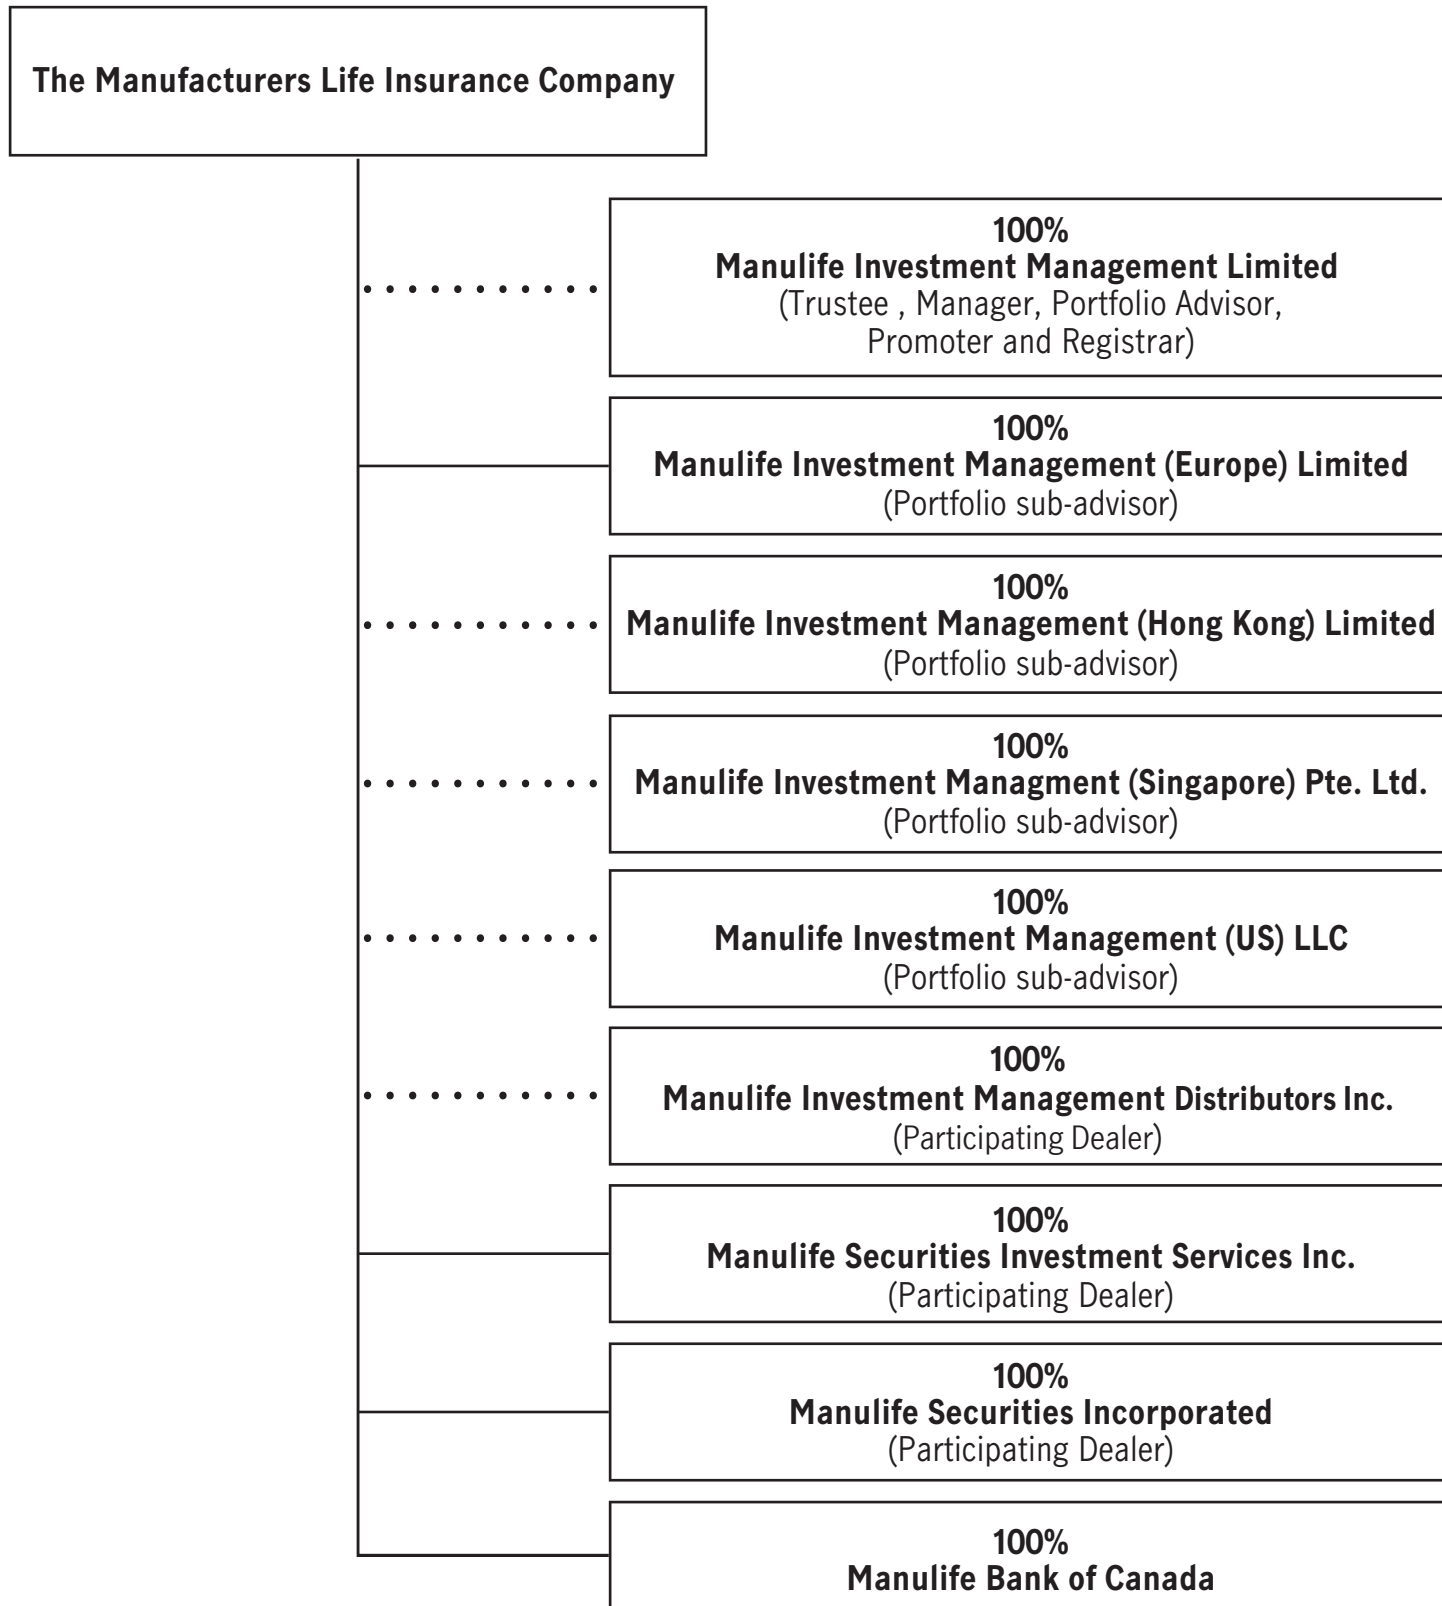 The Manufacturers Life Insurance Company
100%
Manulife Investment Management Limited
(Trustee , Manager, Portfolio Advisor,
Promoter and Registrar)
100%
Manulife Investment Management (Europe) Limited
(Portfolio sub-advisor)
100%
Manulife Investment Management (Hong Kong) Limited
(Portfolio sub-advisor)
100%
Manulife Investment Managment (Singapore) Pte. Ltd.
(Portfolio sub-advisor)
100%
Manulife Investment Management (US) LLC
(Portfolio sub-advisor)
100%
Manulife Investment Management Distributors Inc.
(Participating Dealer)
100%
Manulife Securities Investment Services Inc.
(Participating Dealer)
100%
Manulife Securities Incorporated
(Participating Dealer)
100%
Manulife Bank of Canada